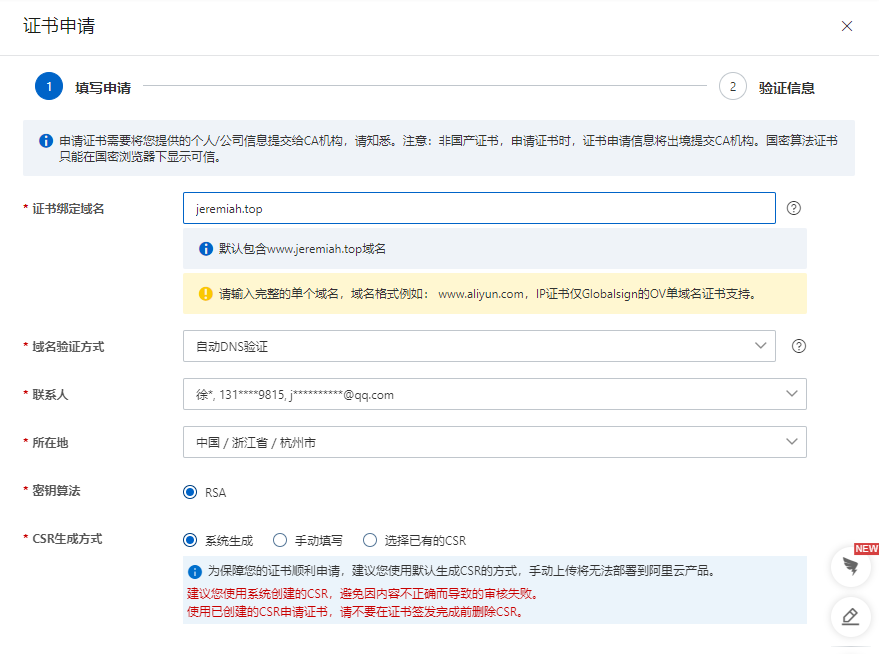 证书申请
1 填写申请 2 验证信息
申请证书需要将您提供的个人/公司信息提交给CA机构，请知悉。注意：非国产证书，申请证书时，证书申请信息将出境提交CA机构。国密算法证书
只能在国密浏览器下显示可信。
* 证书绑定域名 jeremiah.top
默认包含www.jeremiah.top域名
请输入完整的单个域名，域名格式例如： www.aliyun.com，IP证书仅Globalsign的OV单域名证书支持。
* 域名验证方式 自动DNS验证
* 联系人 徐*, 131****9815, j**********@qq.com
* 所在地 中国 / 浙江省 / 杭州市
* 密钥算法 RSA
* CSR生成方式 系统生成 手动填写 选择已有的CSR
NEW
为保障您的证书顺利申请，建议您使用默认生成CSR的方式，手动上传将无法部署到阿里云产品。
建议您使用系统创建的CSR，避免因内容不正确而导致的审核失败。
使用已创建的CSR申请证书，请不要在证书签发完成前删除CSR。